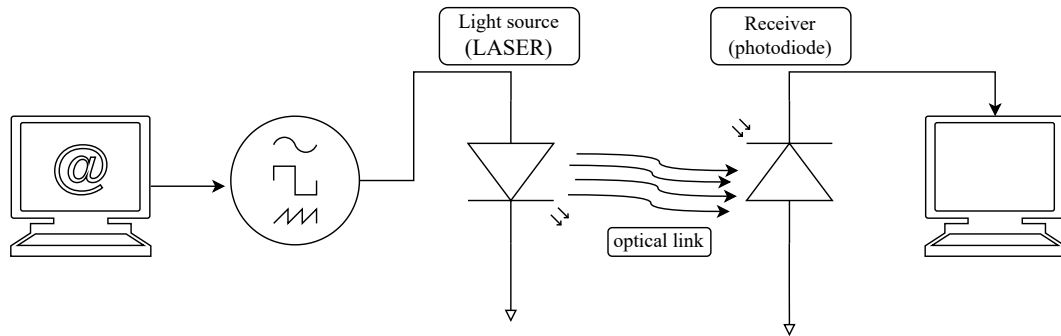 Light source
(LASER)
Receiver
(photodiode)
@
optical link